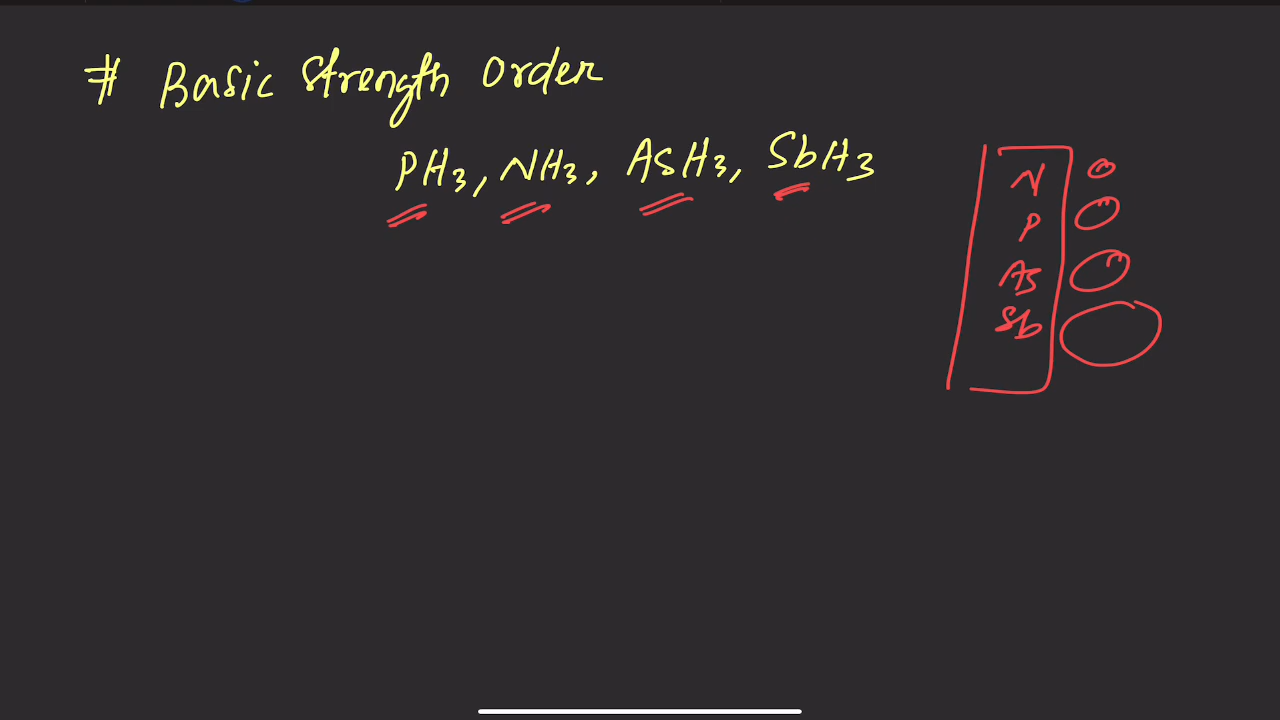 # Basic Strength Order
PH₃, NH₃, AsH₃, SbH₃
N
P
As
Sb